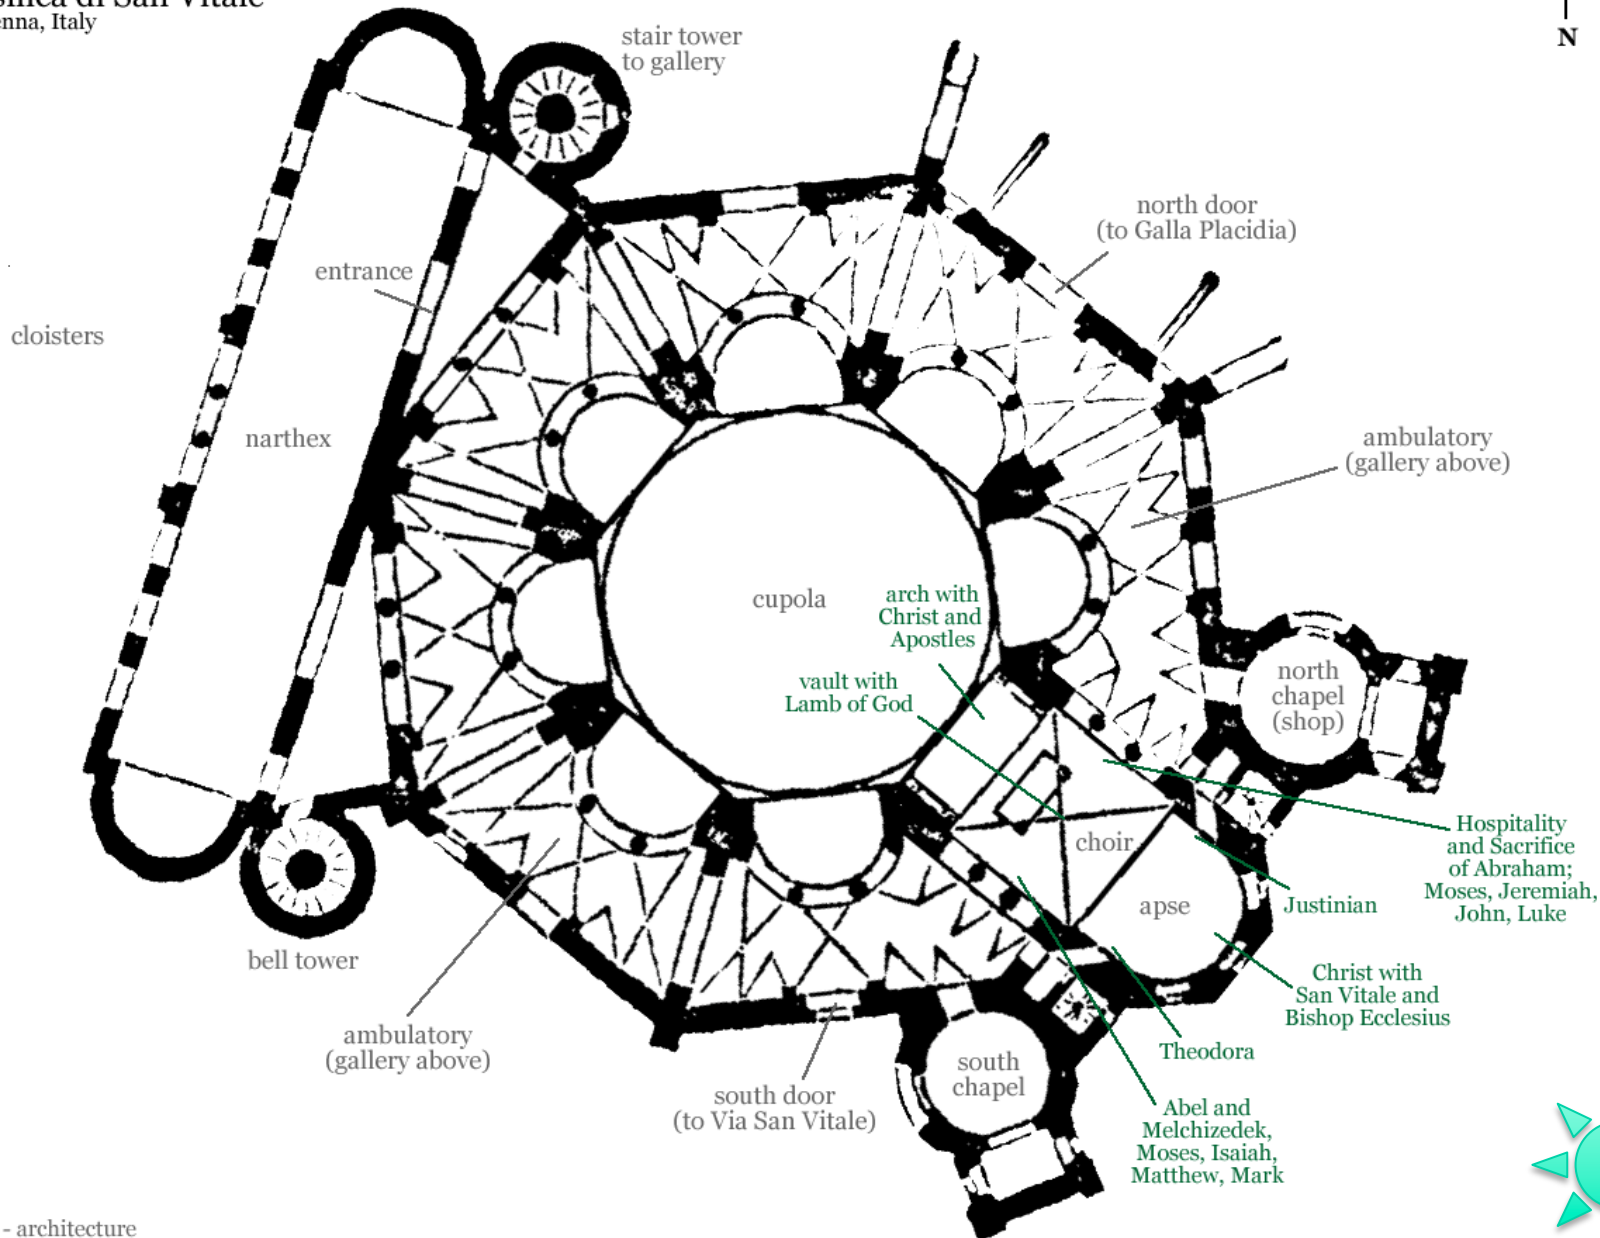 di San Vitale
enna, Italy
N
stair tower
to gallery
north door
(to Galla Placidia)
entrance
cloisters
narthex
ambulatory
(gallery above)
cupola
arch with
Christ and
Apostles
vault with
Lamb of God
north
chapel
(shop)
choir
apse
Hospitality
and Sacrifice
of Abraham;
Moses, Jeremiah,
John, Luke
Justinian
Christ with
San Vitale and
Bishop Ecclesius
bell tower
ambulatory
(gallery above)
Theodora
south
chapel
south door
(to Via San Vitale)
Abel and
Melchizedek,
Moses, Isaiah,
Matthew, Mark
- architecture